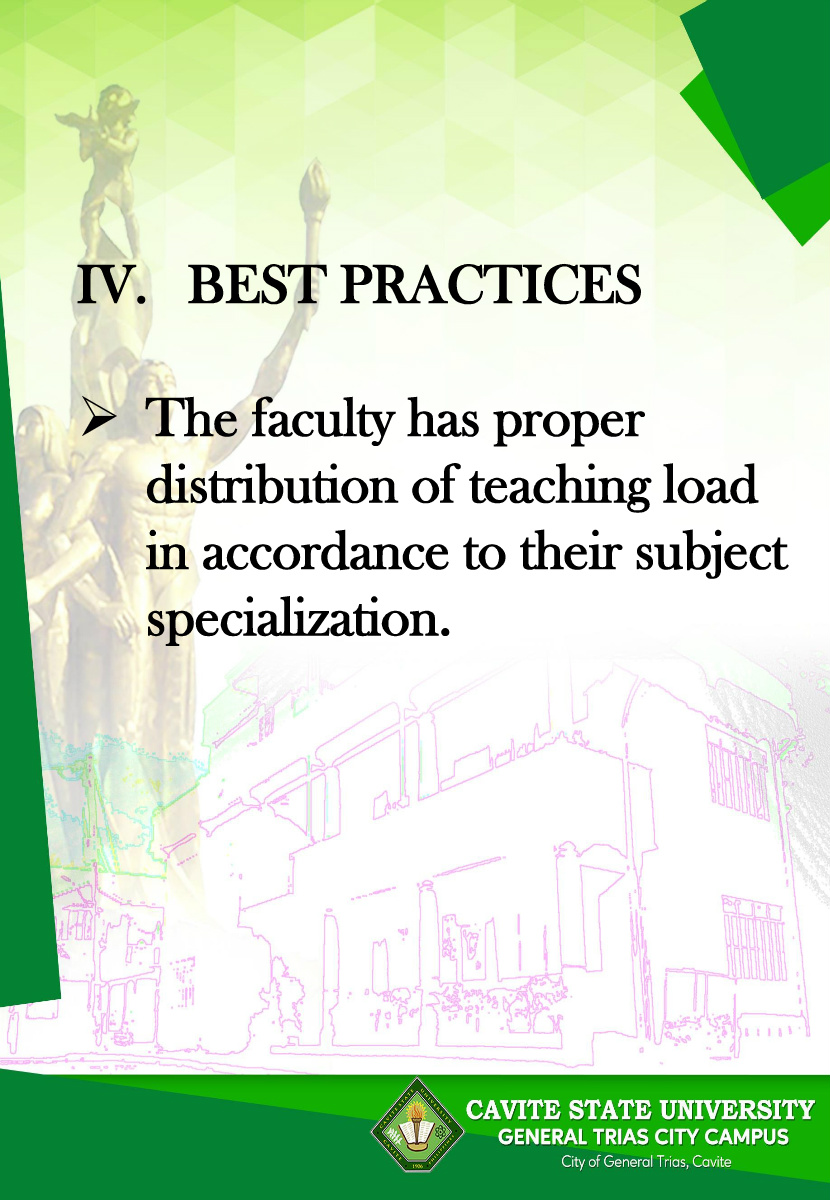 IV. BEST PRACTICES
➢ The faculty has proper
distribution of teaching load
in accordance to their subject
specialization.
CAVITE STATE UNIVERSITY
GENERAL TRIAS CITY CAMPUS
City of General Trias, Cavite
1906